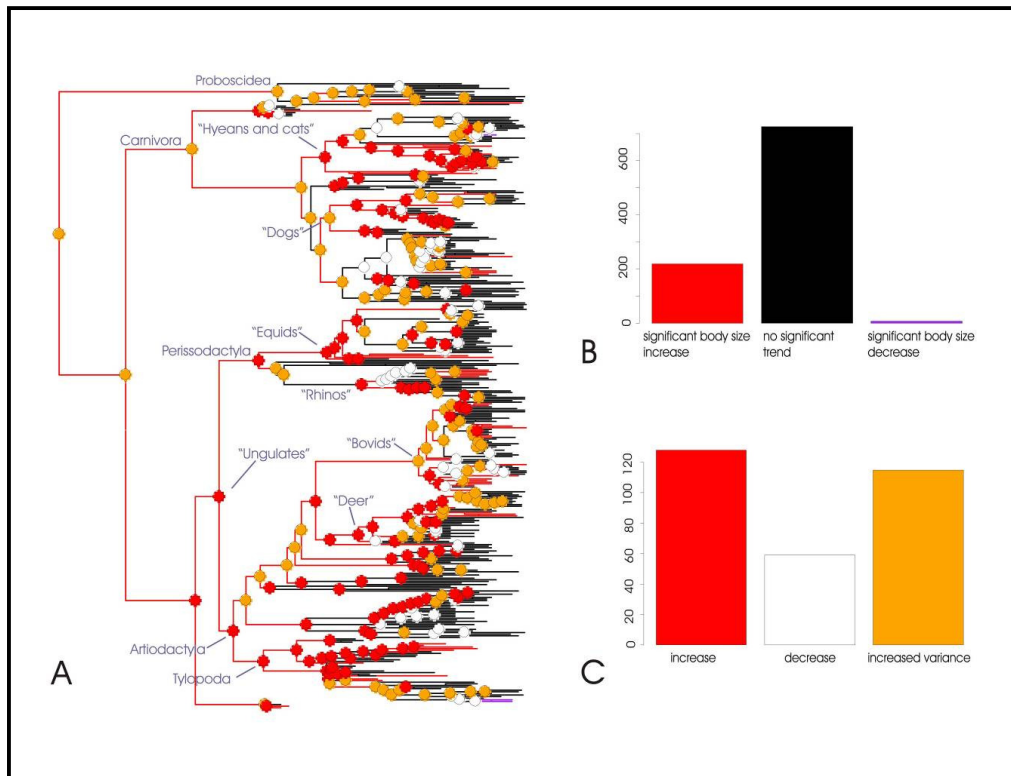 Proboscidea
Carnivora
"Hyeans and cats"
"Dogs"
"Equids"
Perissodactyla
"Rhinos"
"Bovids"
"Ungulates"
"Deer"
Artiodactyla
Tylopoda
A
600
400
200
0
significant body size
increase
no significant
trend
significant body size
decrease
B
120
100
80
60
40
20
0
increase
decrease
increased variance
C